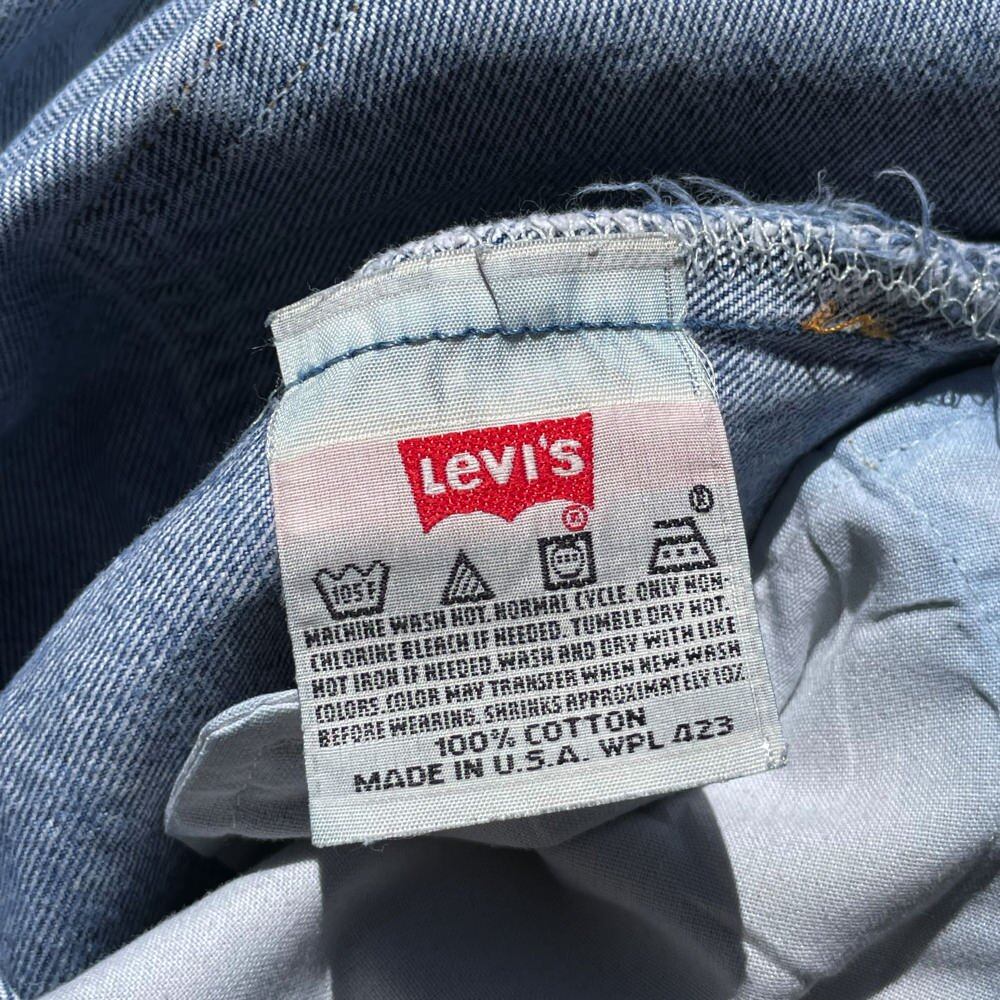 LEVI'S
®
105F
®
MACHINE WASH HOT. NORMAL CYCLE. ONLY NON-
CHLORINE BLEACH IF NEEDED. TUMBLE DRY HOT.
HOT IRON IF NEEDED. WASH AND DRY WITH LIKE
COLORS. COLOR MAY TRANSFER WHEN NEW. WASH
BEFORE WEARING. SHRINKS APPROXIMATELY 10%
100% COTTON
MADE IN U.S.A. WPL 423